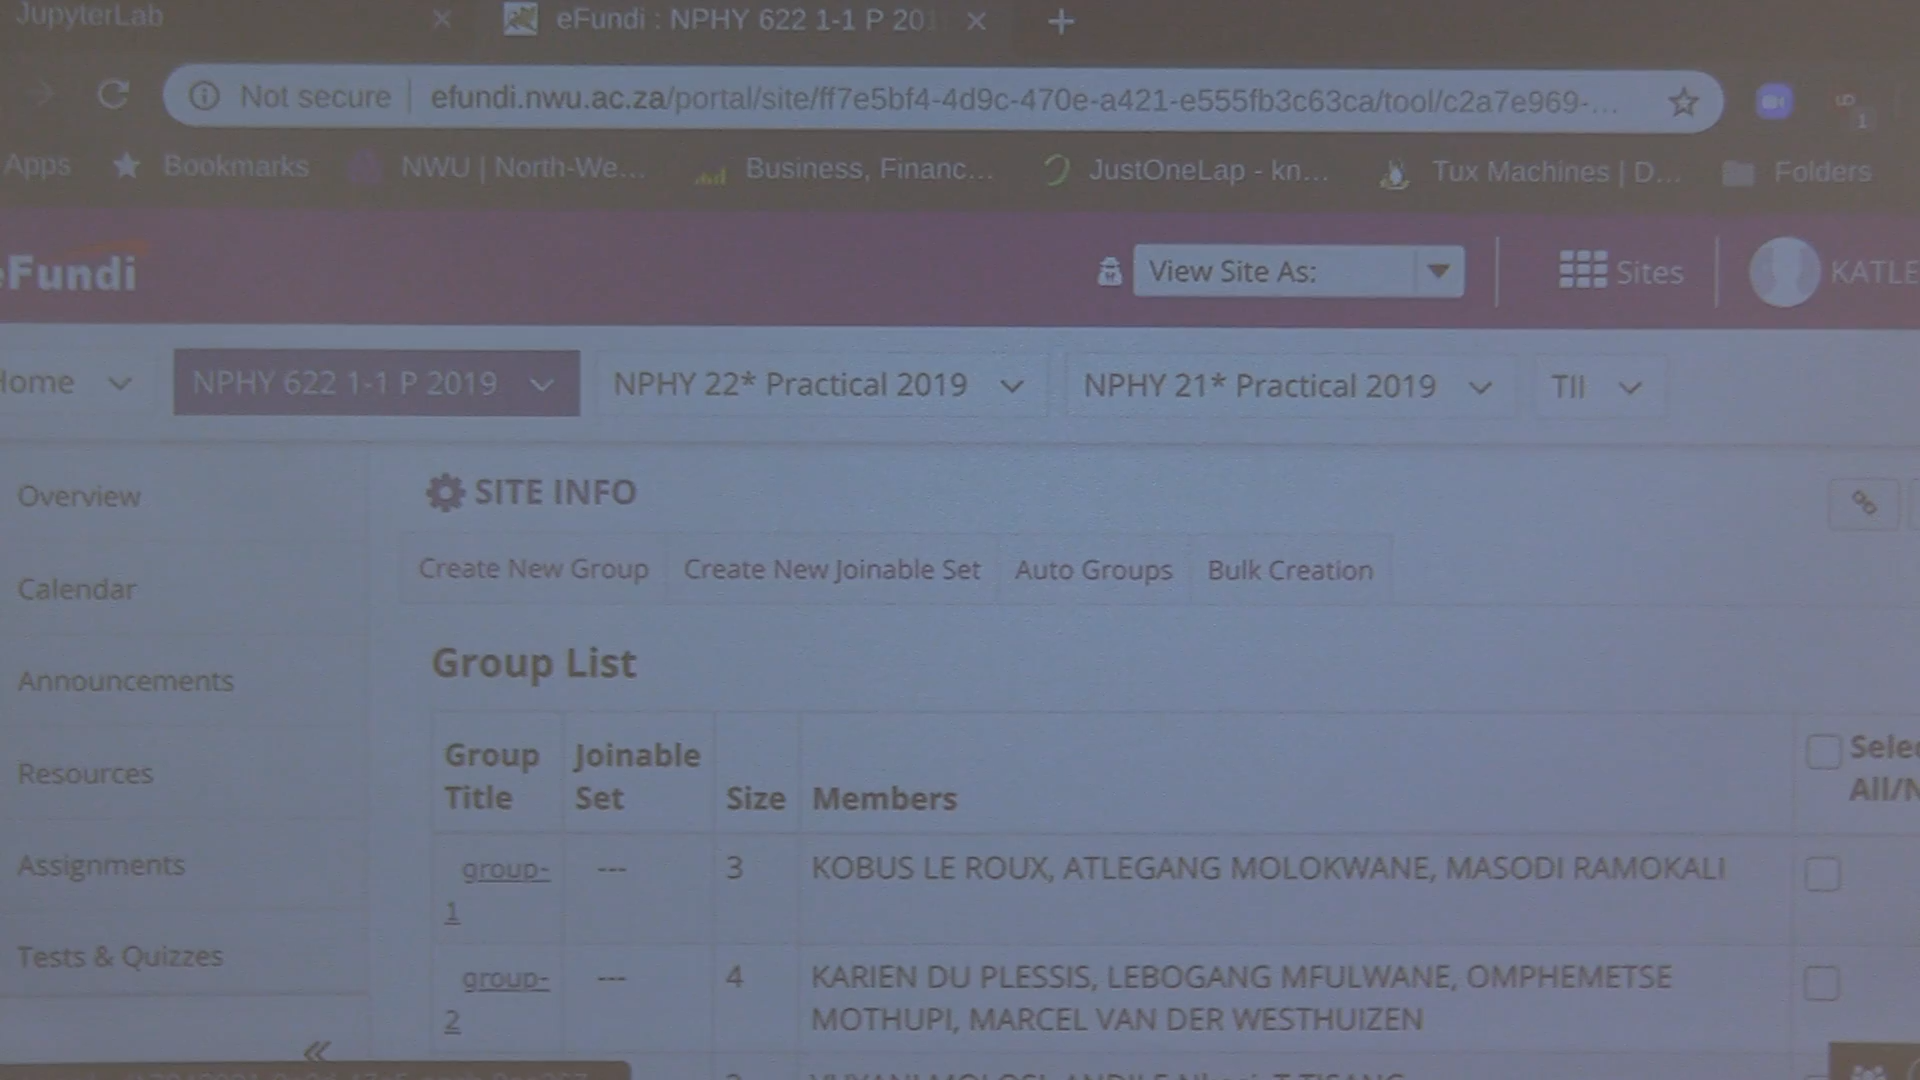 JupyterLab
eFundi : NPHY 622 1-1 P 201
Not secure efundi.nwu.ac.za/portal/site/ff7e5bf4-4d9c-470e-a421-e555fb3c63ca/tool/c2a7e969-...
Apps Bookmarks NWU | North-We... Business, Financ... JustOneLap - kn... Tux Machines | D... Folders
eFundi View Site As: Sites KATLE
Home NPHY 622 1-1 P 2019 NPHY 22* Practical 2019 NPHY 21* Practical 2019 TII
Overview
Calendar
Announcements
Resources
Assignments
Tests & Quizzes
«
SITE INFO
Create New Group Create New Joinable Set Auto Groups Bulk Creation
Group List
Group Joinable Selec
Title Set Size Members All/N
group- --- 3 KOBUS LE ROUX, ATLEGANG MOLOKWANE, MASODI RAMOKALI
1
group- --- 4 KARIEN DU PLESSIS, LEBOGANG MFULWANE, OMPHEMETSE
2 MOTHUPI, MARCEL VAN DER WESTHUIZEN